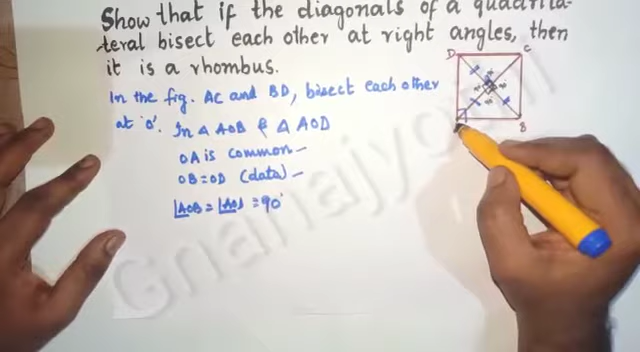 Show that if the diagonals of a quadrila-
teral bisect each other at right angles, then
it is a rhombus.
In the fig. AC and BD, bisect each other
at 'O'. In △ AOB & △ AOD
OA is common –
OB = OD (data) –
∠AOB = ∠AOD = 90°
D C
B
Gnanajyothi